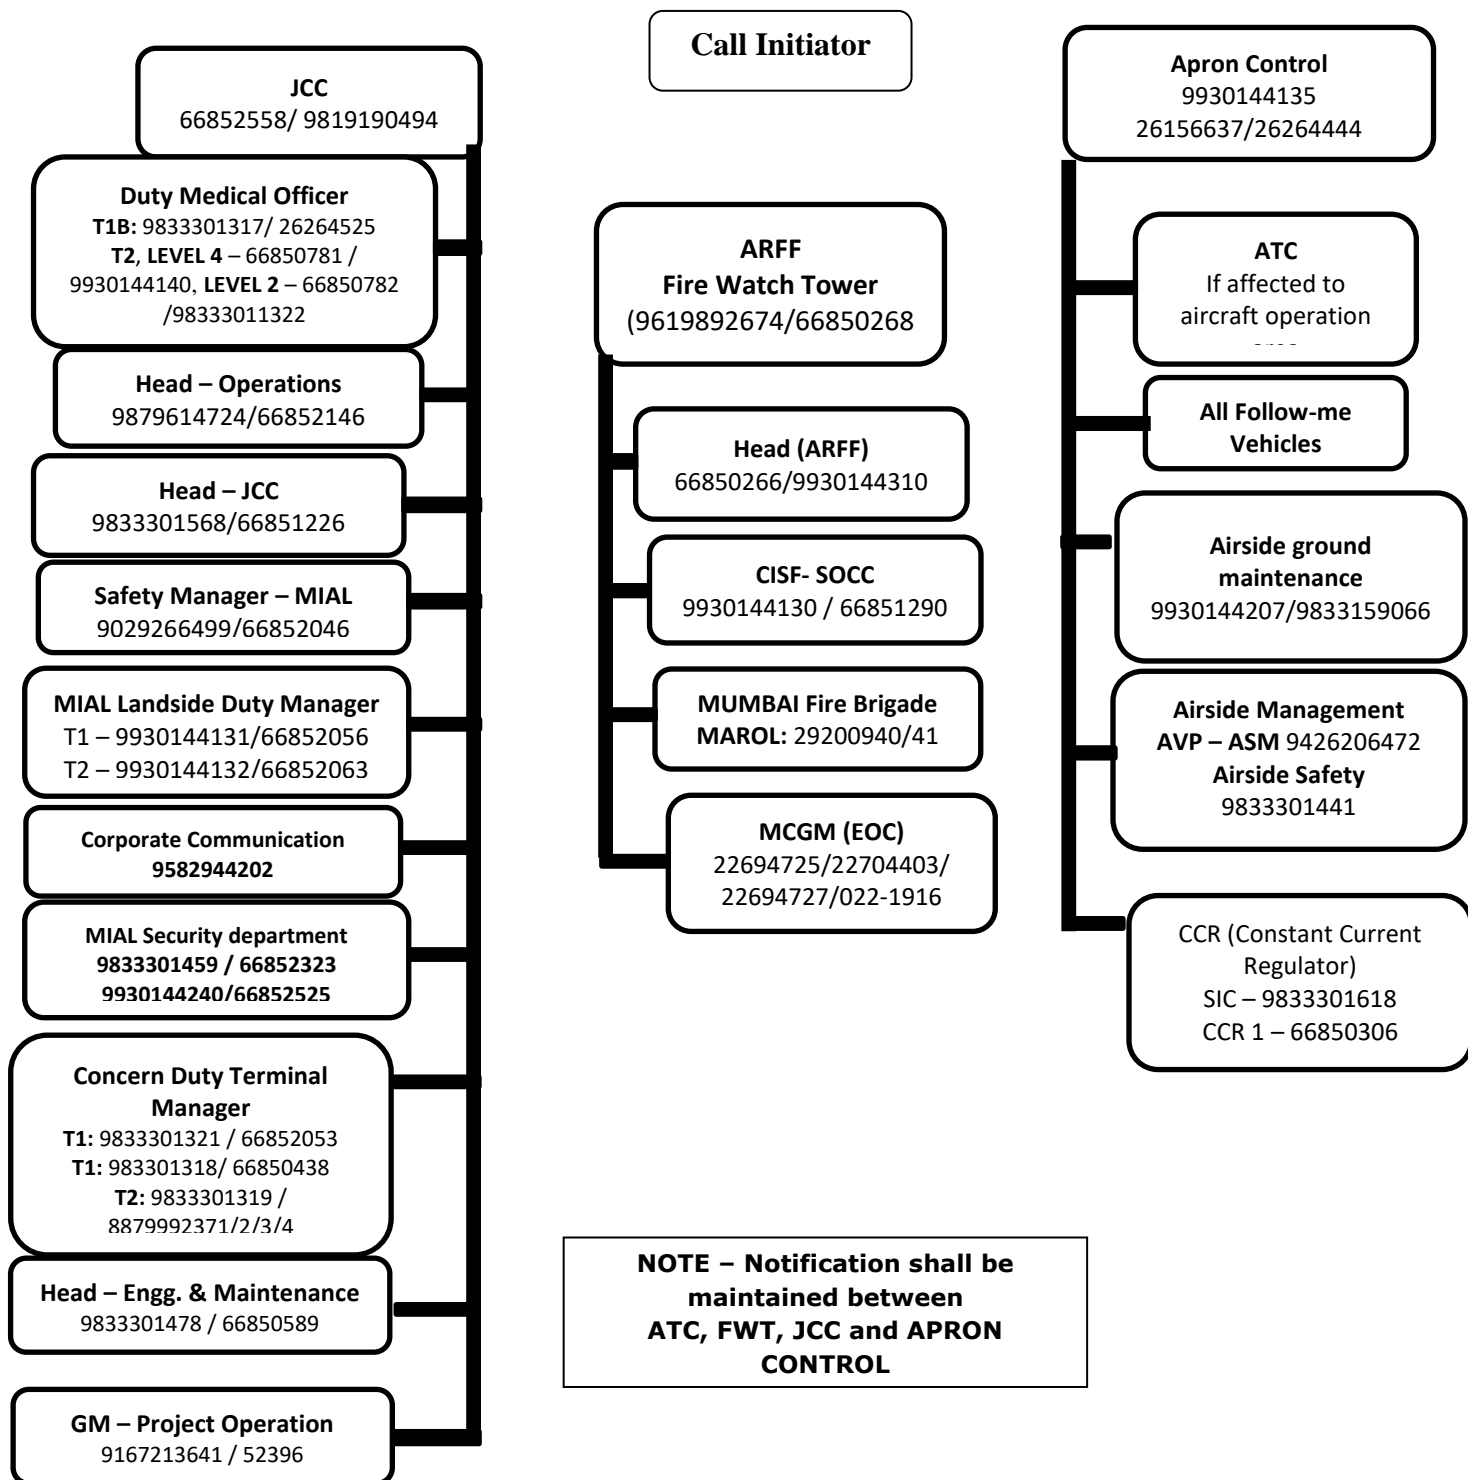 Call Initiator
JCC
66852558/ 9819190494
Duty Medical Officer
T1B: 9833301317/ 26264525
T2, LEVEL 4 – 66850781 /
9930144140, LEVEL 2 – 66850782
/98333011322
Head – Operations
9879614724/66852146
Head – JCC
9833301568/66851226
Safety Manager – MIAL
9029266499/66852046
MIAL Landside Duty Manager
T1 – 9930144131/66852056
T2 – 9930144132/66852063
Corporate Communication
9582944202
MIAL Security department
9833301459 / 66852323
9930144240/66852525
Concern Duty Terminal
Manager
T1: 9833301321 / 66852053
T1: 983301318/ 66850438
T2: 9833301319 /
8879992371/2/3/4
Head – Engg. & Maintenance
9833301478 / 66850589
GM – Project Operation
9167213641 / 52396
ARFF
Fire Watch Tower
(9619892674/66850268
Head (ARFF)
66850266/9930144310
CISF- SOCC
9930144130 / 66851290
MUMBAI Fire Brigade
MAROL: 29200940/41
MCGM (EOC)
22694725/22704403/
22694727/022-1916
Apron Control
9930144135
26156637/26264444
ATC
If affected to
aircraft operation
All Follow-me
Vehicles
Airside ground
maintenance
9930144207/9833159066
Airside Management
AVP – ASM 9426206472
Airside Safety
9833301441
CCR (Constant Current
Regulator)
SIC – 9833301618
CCR 1 – 66850306
NOTE – Notification shall be
maintained between
ATC, FWT, JCC and APRON
CONTROL